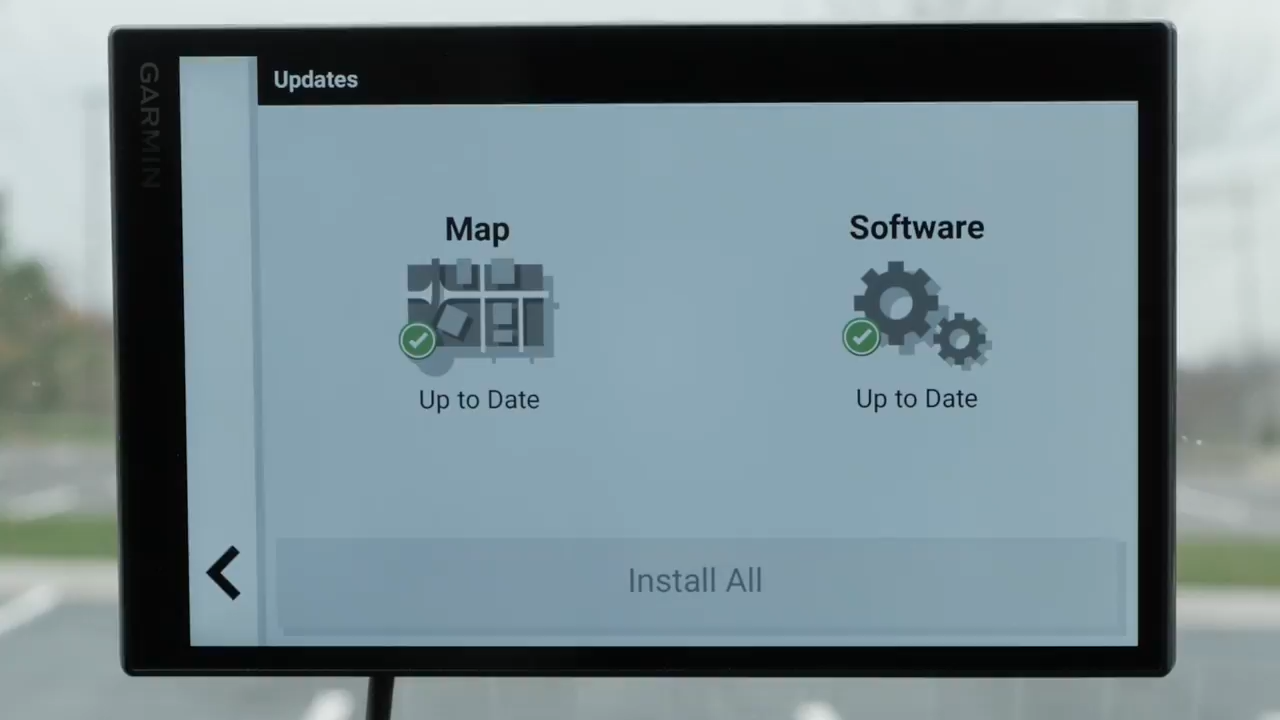 GARMIN
Updates
Map
Software
Up to Date
Up to Date
Install All